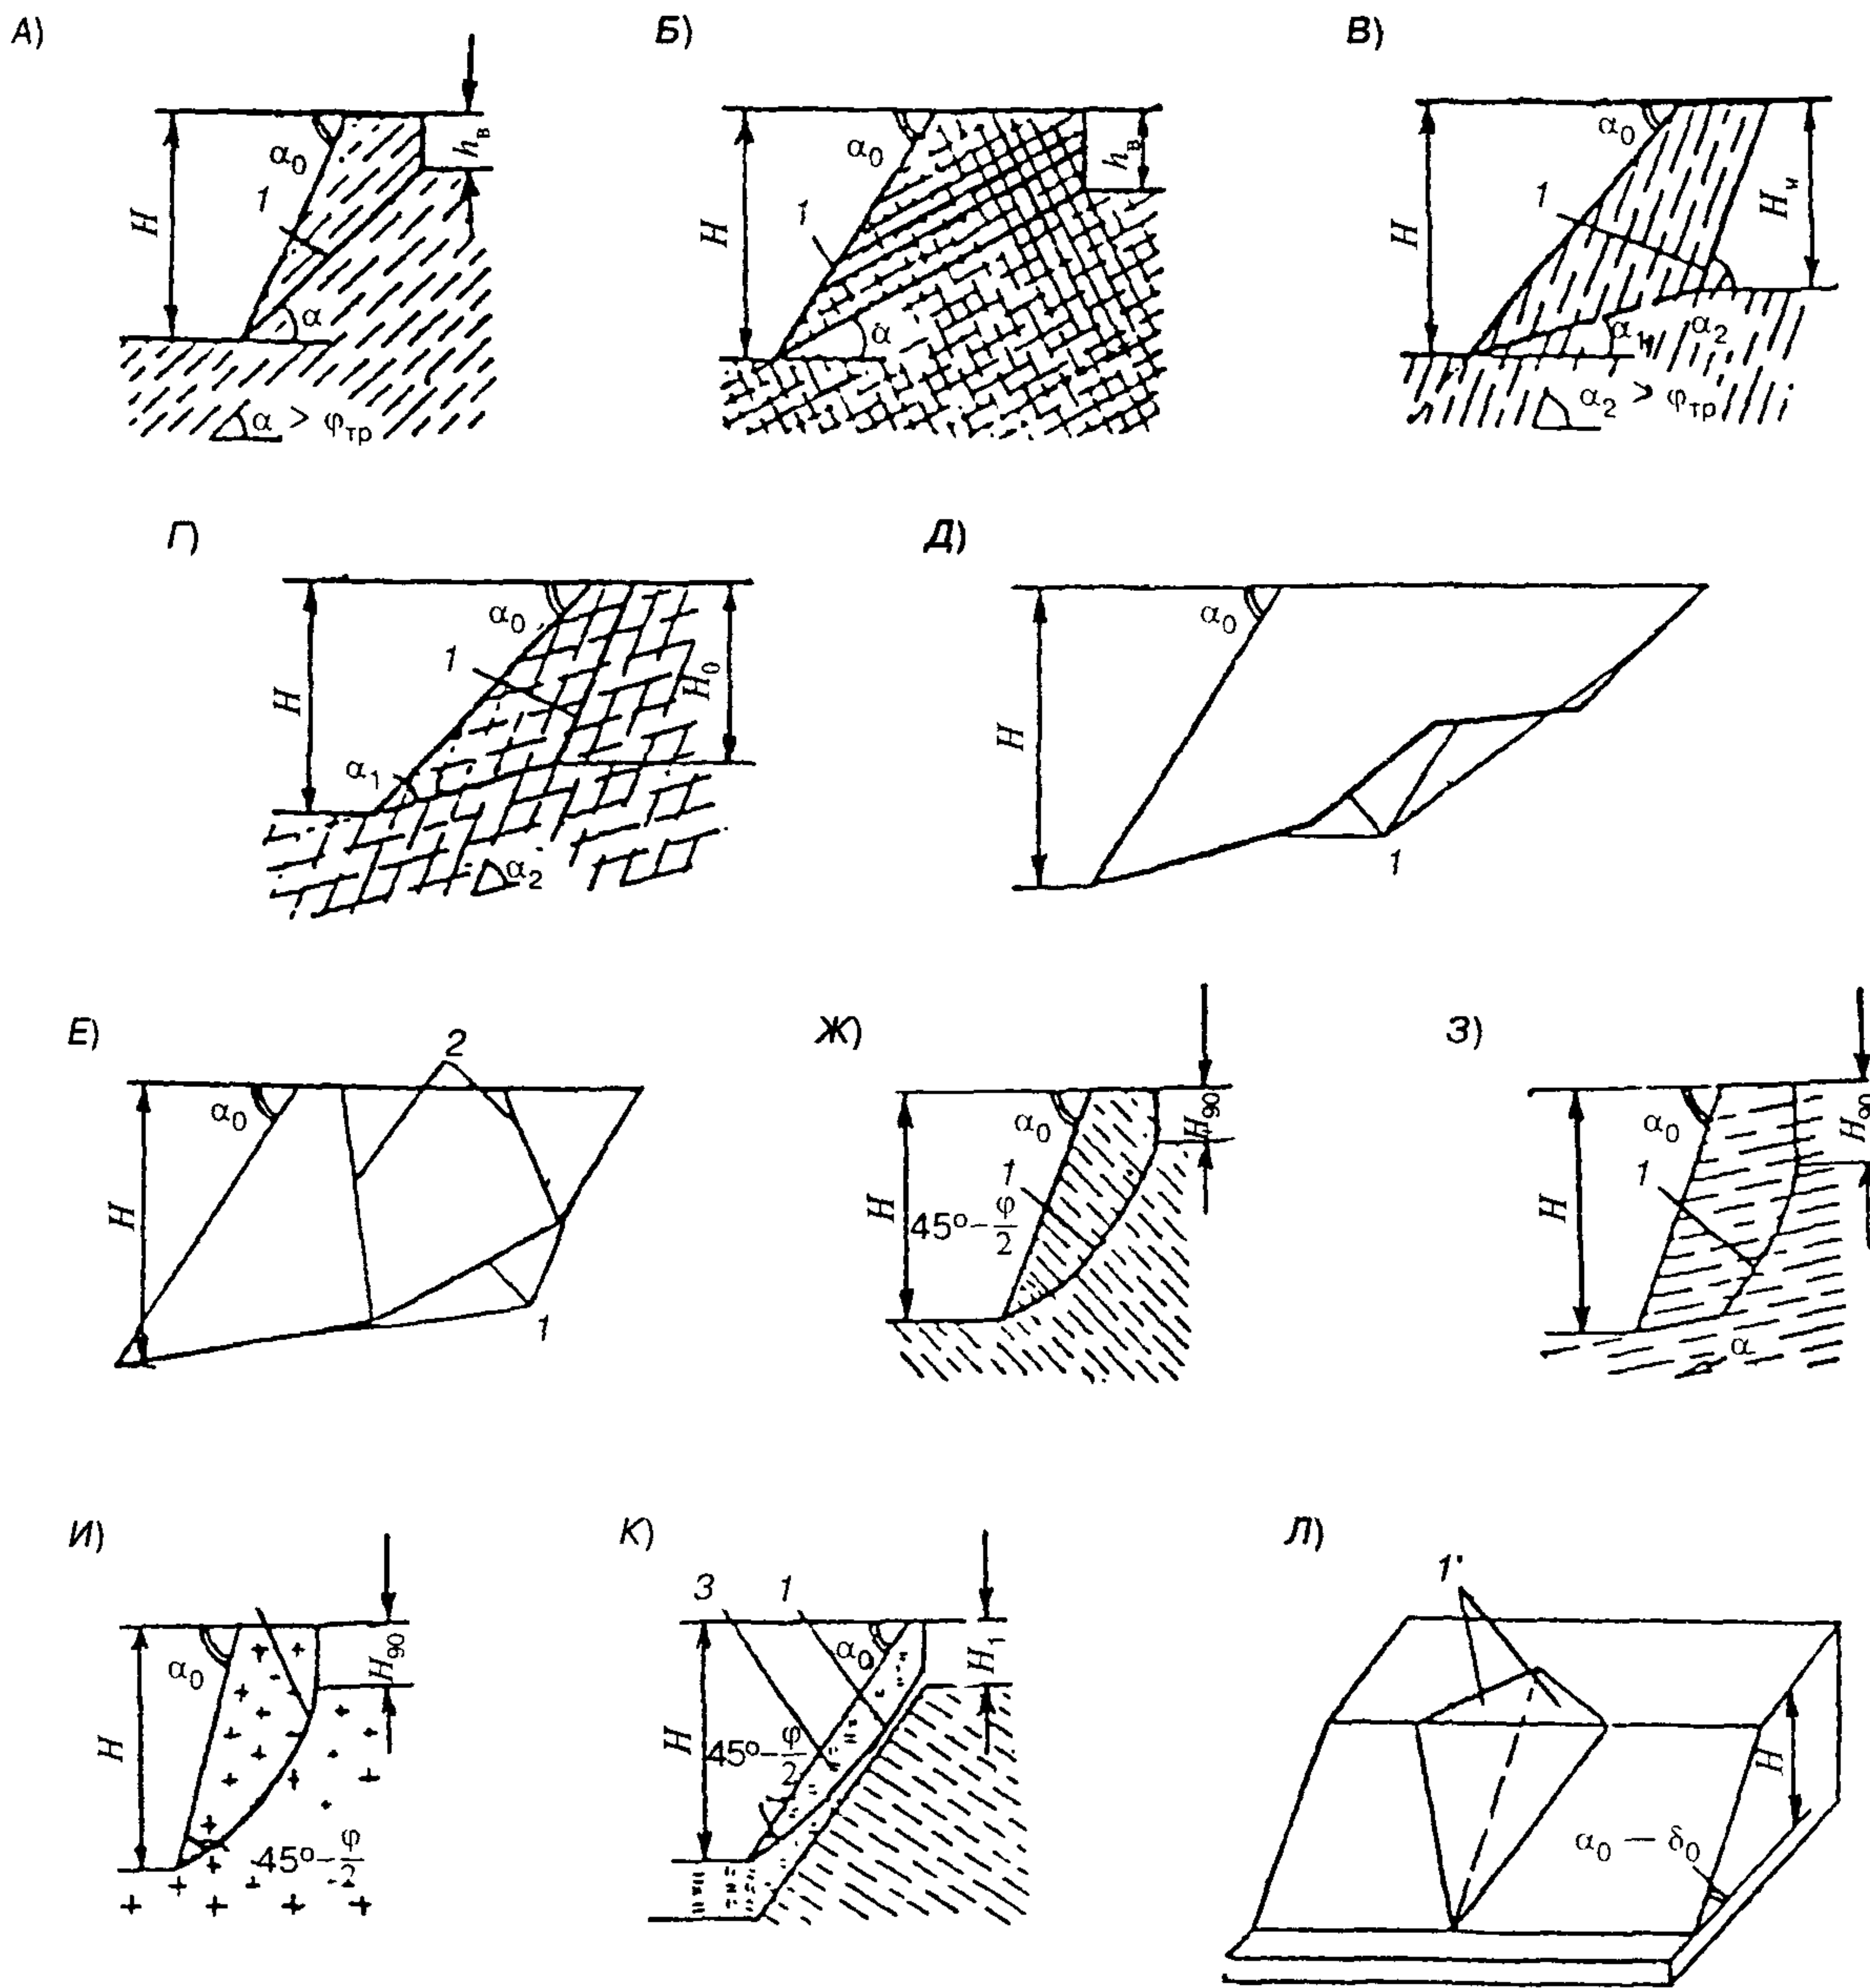 А) Б) В)
α₀ hв
1
H
α
α > φтр
α₀ hв
1
H
α
α₀
1
H Hw
α₁ α₂
α₂ > φтр
Г) Д)
α₀
1
H H₀
α₁
α₂
α₀
H
1
Е) Ж) З)
2
α₀
H
1
α₀ H₉₀
1
H 45°–φ/2
α₀ H₉₀
1
H
α
И) К) Л)
α₀ H₉₀
H
45°–φ/2
3 1
α₀ H₁
H 45°–φ/2
1'
H
α₀ – δ₀